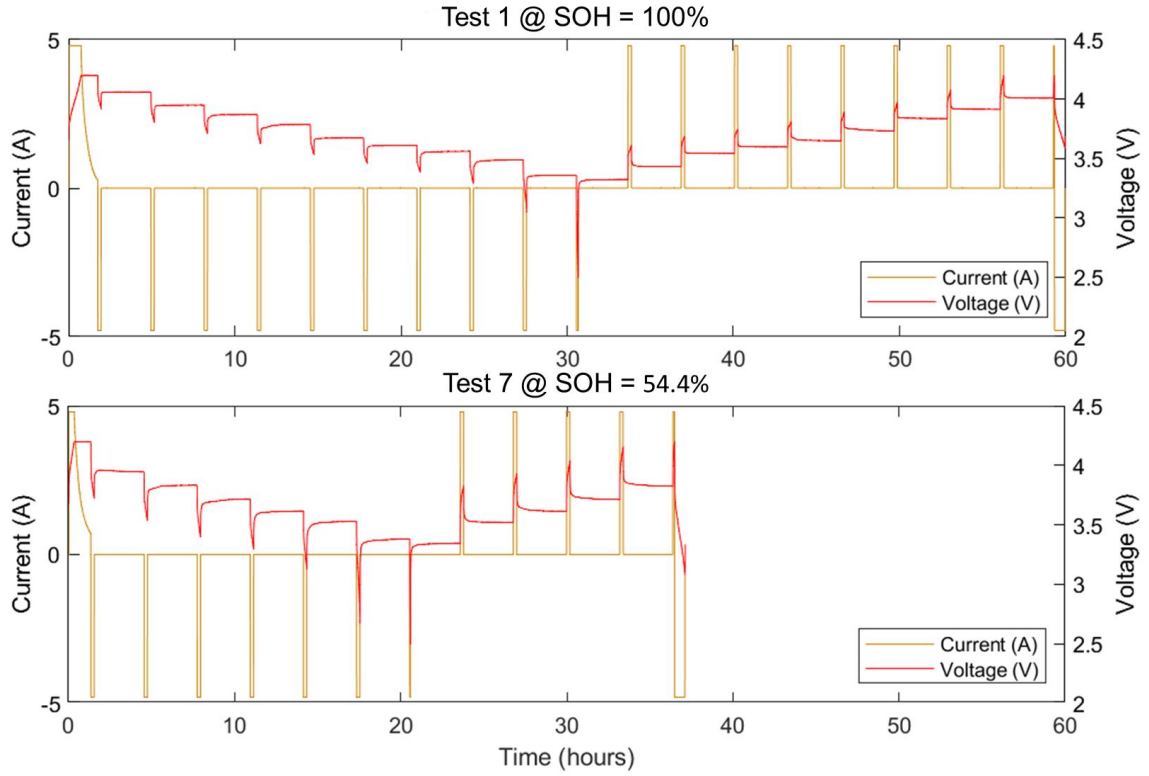 Test 1 @ SOH = 100%
5
0
-5
Current (A)
4.5
4
3.5
3
2.5
2
Voltage (V)
Current (A)
Voltage (V)
0
10
20
30
40
50
60
Test 7 @ SOH = 54.4%
5
0
-5
Current (A)
4.5
4
3.5
3
2.5
2
Voltage (V)
Current (A)
Voltage (V)
0
10
20
30
40
50
60
Time (hours)